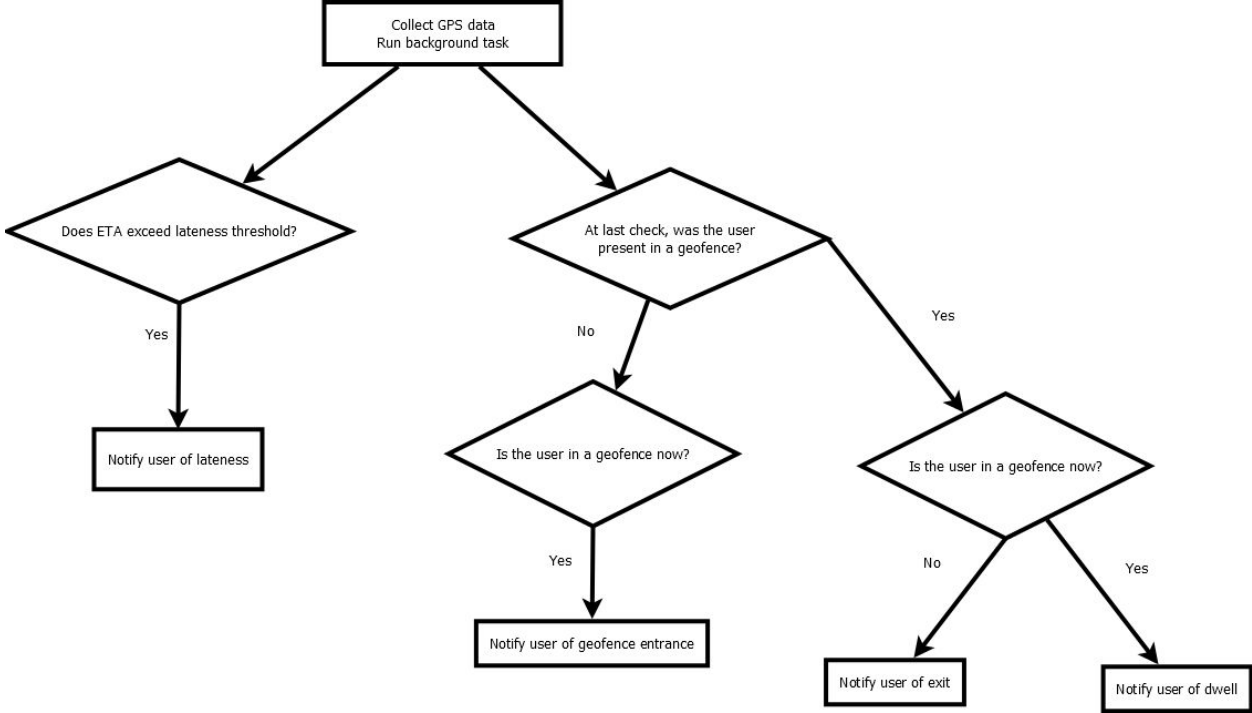 Collect GPS data
Run background task
Does ETA exceed lateness threshold?
At last check, was the user
present in a geofence?
Yes
No
Yes
Is the user in a geofence now?
Is the user in a geofence now?
Notify user of lateness
Yes
No
Yes
Notify user of geofence entrance
Notify user of exit
Notify user of dwell